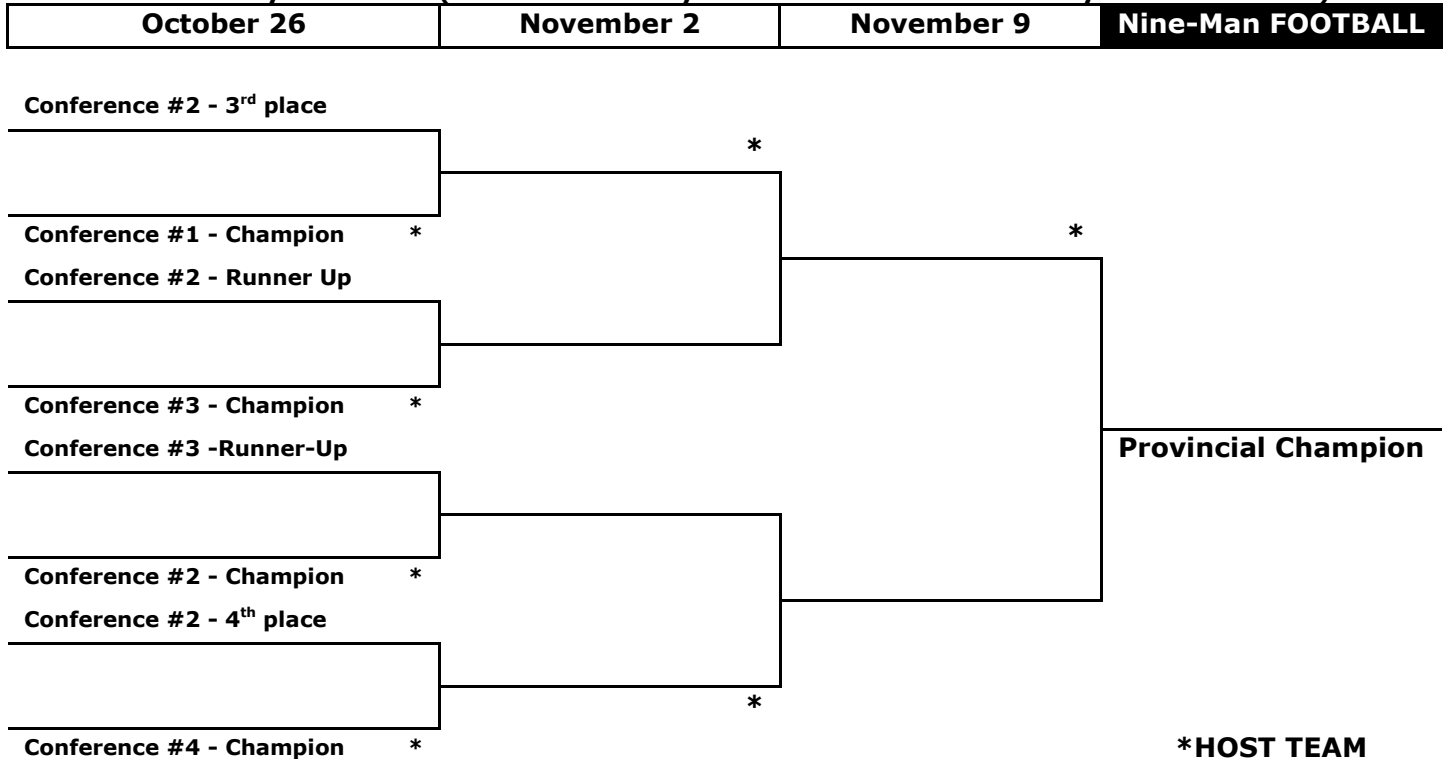 October 26 November 2 November 9 Nine-Man FOOTBALL
Conference #2 - 3rd place
*
Conference #1 - Champion *
*
Conference #2 - Runner Up
Conference #3 - Champion *
Conference #3 -Runner-Up
Provincial Champion
Conference #2 - Champion *
Conference #2 - 4th place
*
Conference #4 - Champion *
*HOST TEAM